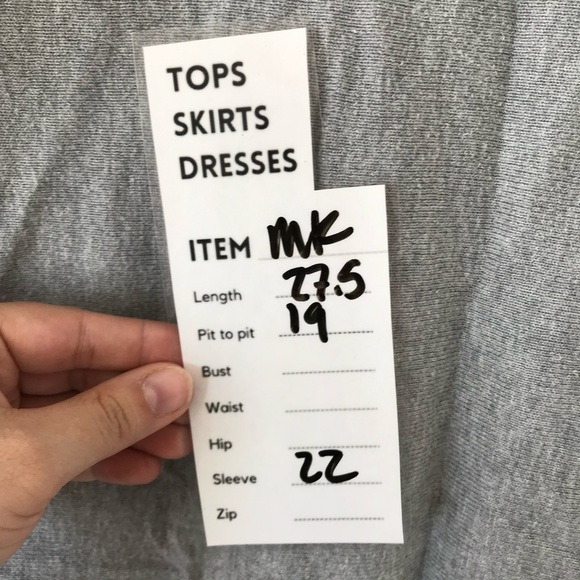 TOPS
SKIRTS
DRESSES
ITEM MK
Length 27.5
Pit to pit 19
Bust
Waist
Hip
Sleeve 22
Zip